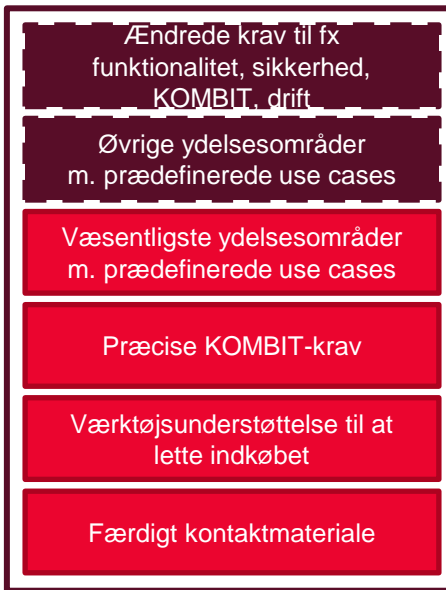 Ændrede krav til fx
funktionalitet, sikkerhed,
KOMBIT, drift
Øvrige ydelsesområder
m. prædefinerede use cases
Væsentligste ydelsesområder
m. prædefinerede use cases
Præcise KOMBIT-krav
Værktøjsunderstøttelse til at
lette indkøbet
Færdigt kontaktmateriale